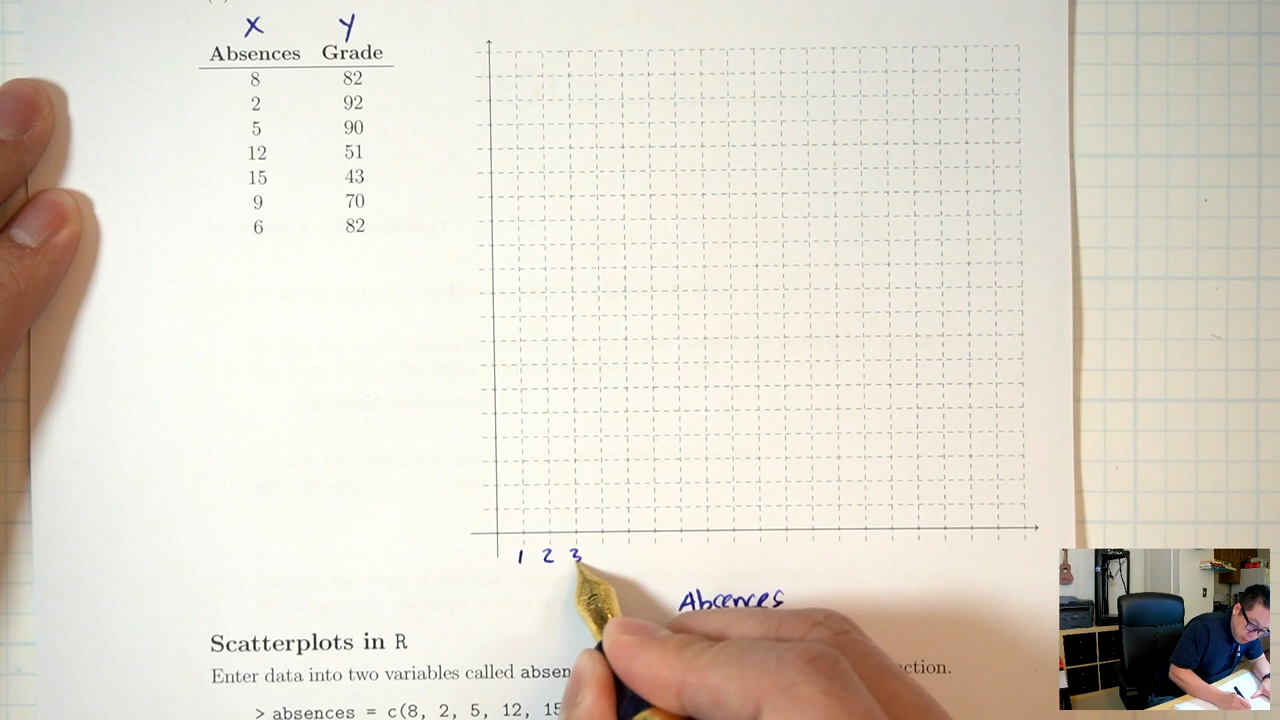 x y
Absences Grade
8 82
2 92
5 90
12 51
15 43
9 70
6 82
1 2 3
Abcences
Scatterplots in R
Enter data into two variables called absen ction.
> absences = c(8, 2, 5, 12, 15